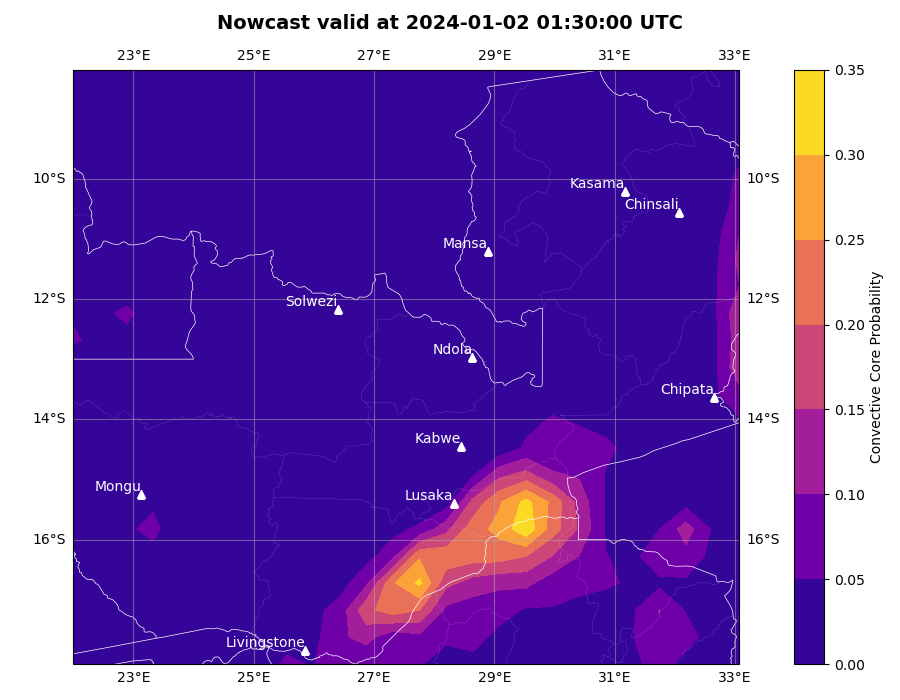 Nowcast valid at 2024-01-02 01:30:00 UTC
23°E 25°E 27°E 29°E 31°E 33°E
0.35
0.30
0.25
0.20
0.15
0.10
0.05
0.00
Convective Core Probability
10°S 10°S
12°S 12°S
14°S 14°S
16°S 16°S
Kasama
Chinsali
Mansa
Solwezi
Ndola
Chipata
Kabwe
Mongu
Lusaka
Livingstone
23°E 25°E 27°E 29°E 31°E 33°E